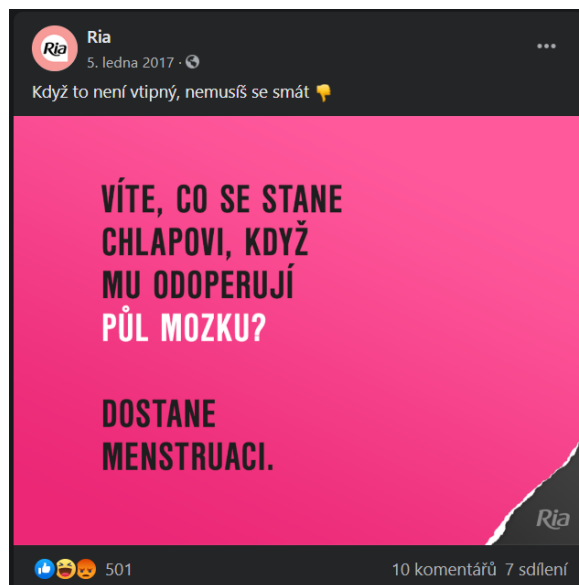 Ria
Ria
5. ledna 2017 ·
•••
Když to není vtipný, nemusíš se smát 👎
VÍTE, CO SE STANE
CHLAPOVI, KDYŽ
MU ODOPERUJÍ
PŮL MOZKU?
DOSTANE
MENSTRUACI.
Ria
501 10 komentářů 7 sdílení